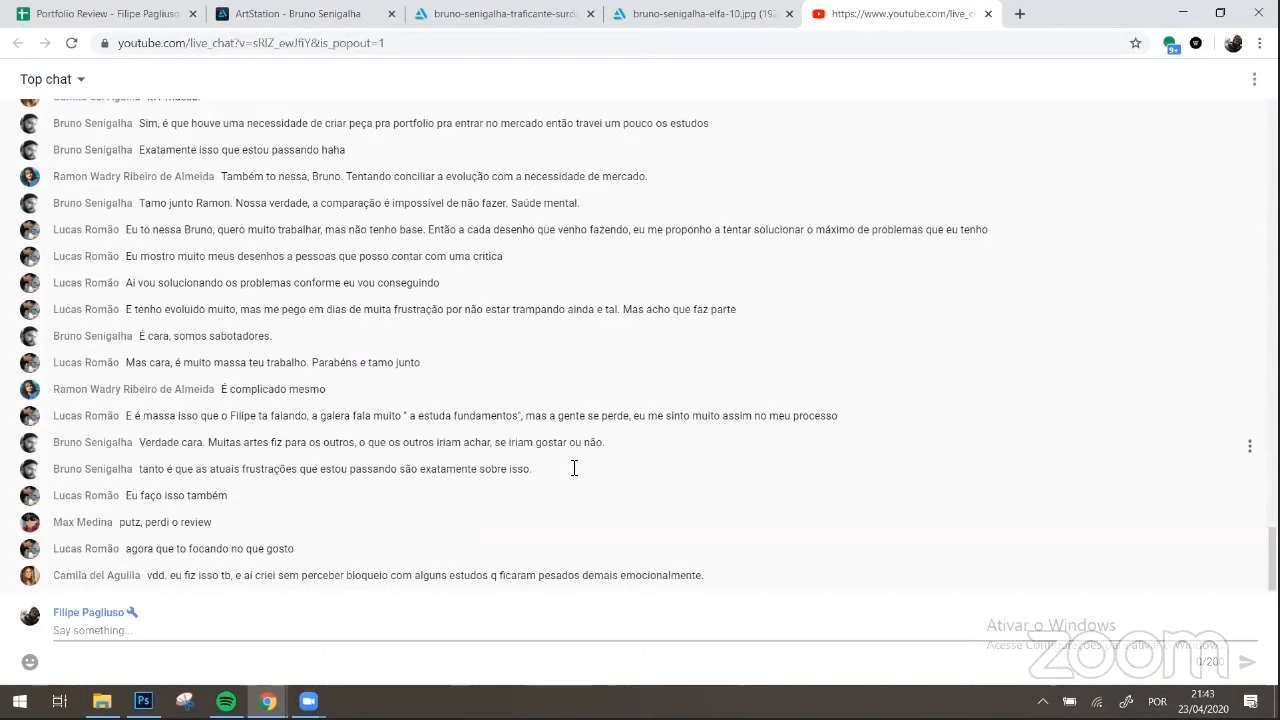 Portfolio Review - Filipe Pagliuso
ArtStation - Bruno Senigalha
bruno-senigalha-traficante-sur.de
bruno-senigalha-elfa-10.jpg (192
https://www.youtube.com/live_c
youtube.com/live_chat?v=sRlZ_ewJfiY&is_popout=1
9+
Top chat
Bruno Senigalha Sim, é que houve uma necessidade de criar peça pra portfolio pra entrar no mercado então travei um pouco os estudos
Bruno Senigalha Exatamente isso que estou passando haha
Ramon Wadry Ribeiro de Almeida Também to nessa, Bruno. Tentando conciliar a evolução com a necessidade de mercado.
Bruno Senigalha Tamo junto Ramon. Nossa verdade, a comparação é impossível de não fazer. Saúde mental.
Lucas Romão Eu to nessa Bruno, quero muito trabalhar, mas não tenho base. Então a cada desenho que venho fazendo, eu me proponho a tentar solucionar o máximo de problemas que eu tenho
Lucas Romão Eu mostro muito meus desenhos a pessoas que posso contar com uma critica
Lucas Romão Ai vou solucionando os problemas conforme eu vou conseguindo
Lucas Romão E tenho evoluido muito, mas me pego em dias de muita frustração por não estar trampando ainda e tal. Mas acho que faz parte
Bruno Senigalha É cara, somos sabotadores.
Lucas Romão Mas cara, é muito massa teu trabalho. Parabéns e tamo junto
Ramon Wadry Ribeiro de Almeida É complicado mesmo
Lucas Romão E é massa isso que o Filipe ta falando, a galera fala muito " a estuda fundamentos", mas a gente se perde, eu me sinto muito assim no meu processo
Bruno Senigalha Verdade cara. Muitas artes fiz para os outros, o que os outros iriam achar, se iriam gostar ou não.
Bruno Senigalha tanto é que as atuais frustrações que estou passando são exatamente sobre isso.
Lucas Romão Eu faço isso também
Max Medina putz, perdi o review
Lucas Romão agora que to focando no que gosto
Camila del Aguilla vdd. eu fiz isso tb, e aí criei sem perceber bloqueio com alguns estudos q ficaram pesados demais emocionalmente.
Filipe Pagliuso
Say something...
Ativar o Windows
Acesse Configurações para ativar o Windows.
zoom
0/200
Ps
POR
21:43
23/04/2020